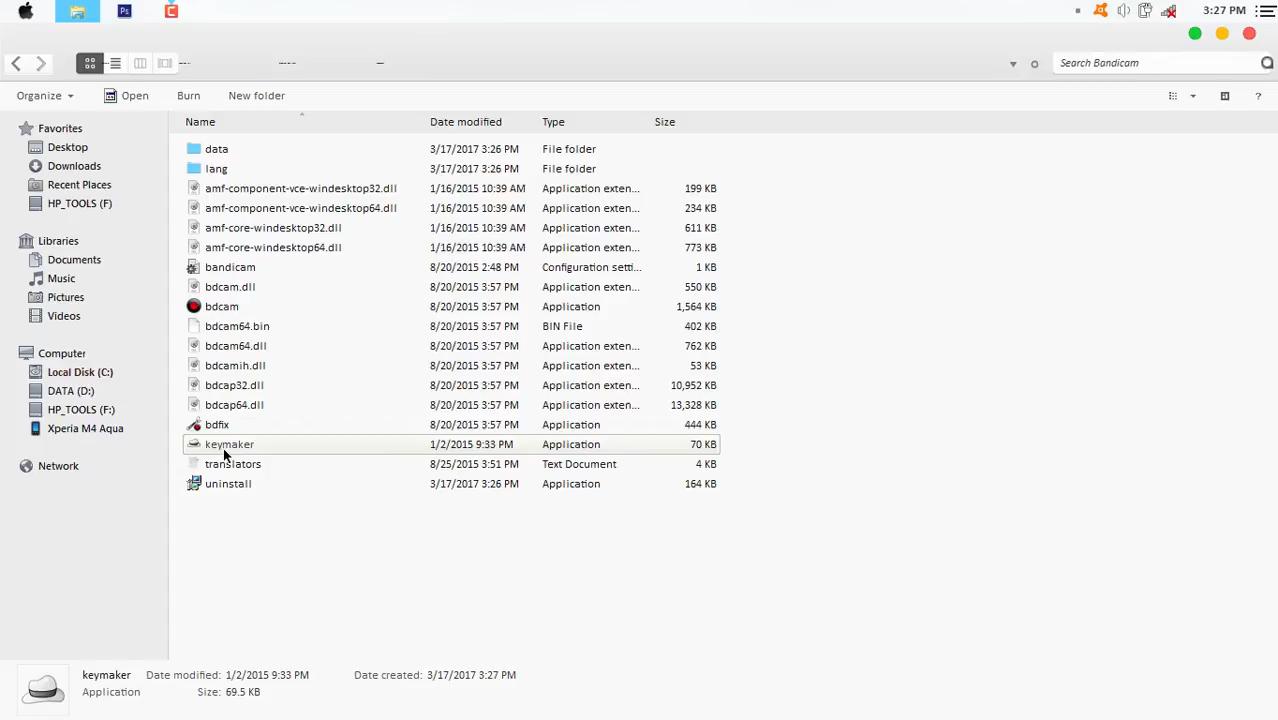 Ps
3:27 PM
Search Bandicam
Organize Open Burn New folder ?
Name Date modified Type Size
Favorites
Desktop
Downloads
Recent Places
HP_TOOLS (F)
Libraries
Documents
Music
Pictures
Videos
Computer
Local Disk (C:)
DATA (D:)
HP_TOOLS (F:)
Xperia M4 Aqua
Network
data 3/17/2017 3:26 PM File folder
lang 3/17/2017 3:26 PM File folder
amf-component-vce-windesktop32.dll 1/16/2015 10:39 AM Application exten... 199 KB
amf-component-vce-windesktop64.dll 1/16/2015 10:39 AM Application exten... 234 KB
amf-core-windesktop32.dll 1/16/2015 10:39 AM Application exten... 611 KB
amf-core-windesktop64.dll 1/16/2015 10:39 AM Application exten... 773 KB
bandicam 8/20/2015 2:48 PM Configuration setti... 1 KB
bdcam.dll 8/20/2015 3:57 PM Application exten... 550 KB
bdcam 8/20/2015 3:57 PM Application 1,564 KB
bdcam64.bin 8/20/2015 3:57 PM BIN File 402 KB
bdcam64.dll 8/20/2015 3:57 PM Application exten... 762 KB
bdcamih.dll 8/20/2015 3:57 PM Application exten... 53 KB
bdcap32.dll 8/20/2015 3:57 PM Application exten... 10,952 KB
bdcap64.dll 8/20/2015 3:57 PM Application exten... 13,328 KB
bdfix 8/20/2015 3:57 PM Application 444 KB
keymaker 1/2/2015 9:33 PM Application 70 KB
translators 8/25/2015 3:51 PM Text Document 4 KB
uninstall 3/17/2017 3:26 PM Application 164 KB
keymaker Date modified: 1/2/2015 9:33 PM Date created: 3/17/2017 3:27 PM
Application Size: 69.5 KB